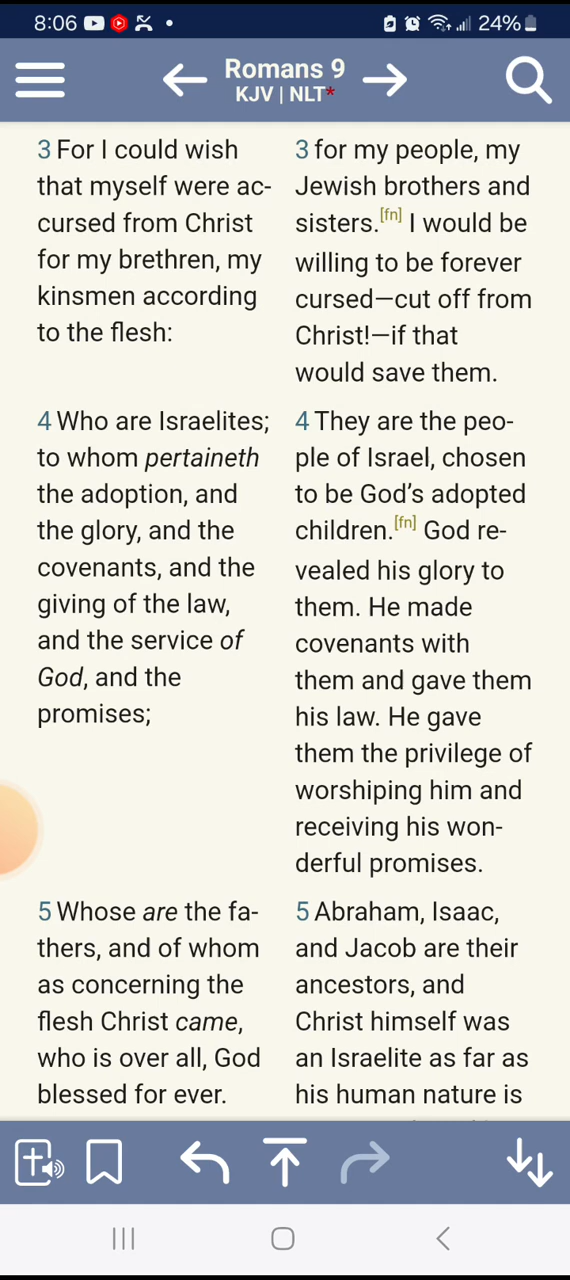 8:06
24%
Romans 9
KJV | NLT*
3 For I could wish
that myself were ac-
cursed from Christ
for my brethren, my
kinsmen according
to the flesh:
3 for my people, my
Jewish brothers and
sisters.[fn] I would be
willing to be forever
cursed—cut off from
Christ!—if that
would save them.
4 Who are Israelites;
to whom pertaineth
the adoption, and
the glory, and the
covenants, and the
giving of the law,
and the service of
God, and the
promises;
4 They are the peo-
ple of Israel, chosen
to be God’s adopted
children.[fn] God re-
vealed his glory to
them. He made
covenants with
them and gave them
his law. He gave
them the privilege of
worshiping him and
receiving his won-
derful promises.
5 Whose are the fa-
thers, and of whom
as concerning the
flesh Christ came,
who is over all, God
blessed for ever.
5 Abraham, Isaac,
and Jacob are their
ancestors, and
Christ himself was
an Israelite as far as
his human nature is